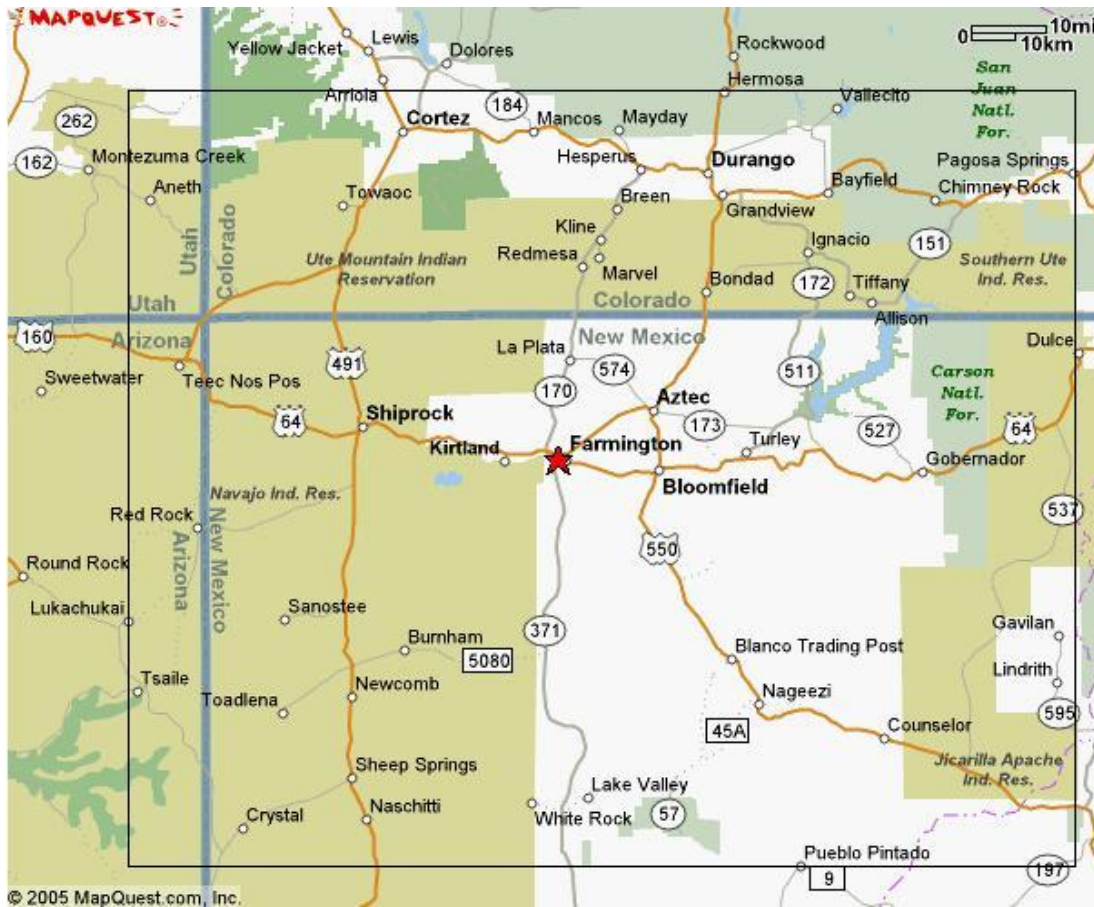 MAPQUEST
10mi
0
10km
Lewis
Yellow Jacket
Dolores
Rockwood
San
Juan
Natl.
For.
Arriola
Hermosa
184
Vallecito
262
Cortez
Mancos
Mayday
162
Montezuma Creek
Hesperus
Durango
Pagosa Springs
Aneth
Towaoc
Breen
Grandview
Bayfield
Chimney Rock
Utah
Colorado
Kline
Ignacio
151
Ute Mountain Indian
Reservation
Redmesa
Marvel
Bondad
172
Tiffany
Southern Ute
Ind. Res.
Utah
Colorado
Allison
160
Arizona
New Mexico
Dulce
491
La Plata
574
511
Sweetwater
Teec Nos Pos
170
Aztec
Carson
Natl.
For.
64
Shiprock
173
527
64
Kirtland
Farmington
Turley
Gobernador
Bloomfield
Navajo Ind. Res.
Red Rock
New Mexico
Arizona
537
550
Round Rock
Lukachukai
Sanostee
Burnham
371
Gavilan
5080
Blanco Trading Post
Lindrith
Tsaile
Toadlena
Newcomb
Nageezi
595
45A
Counselor
Sheep Springs
Jicarilla Apache
Ind. Res.
Lake Valley
Crystal
Naschitti
White Rock
57
Pueblo Pintado
9
197
© 2005 MapQuest.com, Inc.